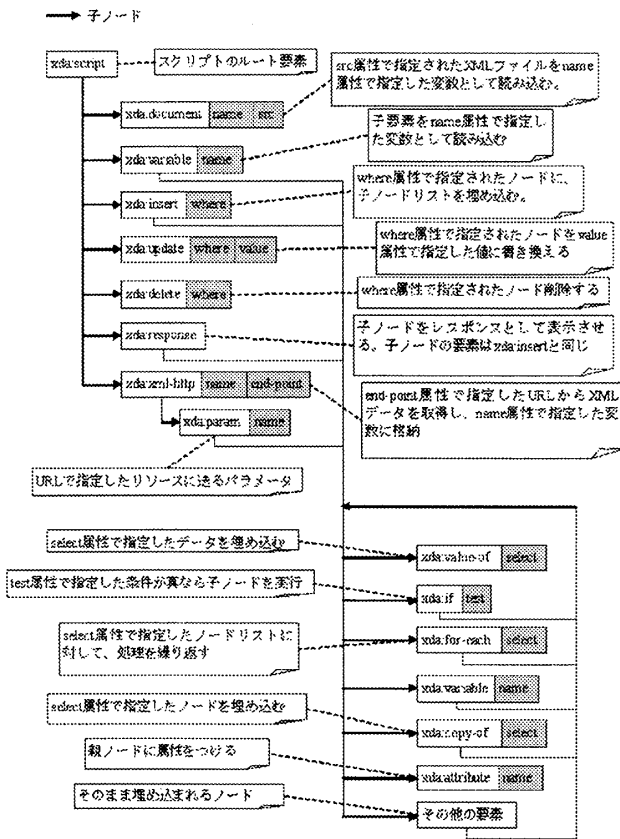 子ノード
xda:script
スクリプトのルート要素
src属性で指定されたXMLファイルをname
属性で指定した変数として読み込む。
xda:document name src
子要素をname属性で指定し
た変数として読み込む
xda:variable name
where属性で指定されたノードに、
子ノードリストを埋め込む。
xda:insert where
where属性で指定されたノードをvalue
属性で指定した値に書き換える
xda:update where value
xda:delete where
where属性で指定されたノード削除する
xda:response
子ノードをレスポンスとして表示させ
る。子ノードの要素はxda:insertと同じ
xda:xml-http name end-point
end-point属性で指定したURLからXML
データを取得し、name属性で指定した変
数に格納
xda:param name
URLで指定したリソースに送るパラメータ
select属性で指定したデータを埋め込む
xda:value-of select
test属性で指定した条件が真なら子ノードを実行
xda:if test
select属性で指定したノードリストに
対して、処理を繰り返す
xda:for-each select
xda:variable name
select属性で指定したノードを埋め込む
xda:copy-of select
親ノードに属性をつける
xda:attribute name
そのまま埋め込まれるノード
その他の要素